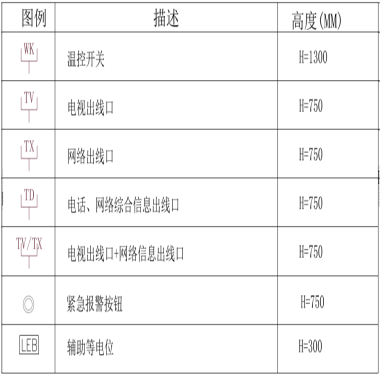 图例 描述 高度(MM)
WK 温控开关 H=1300
TV 电视出线口 H=750
TX 网络出线口 H=750
TD 电话、网络综合信息出线口 H=750
TV/TX 电视出线口+网络信息出线口 H=750
紧急报警按钮 H=750
LEB 辅助等电位 H=300